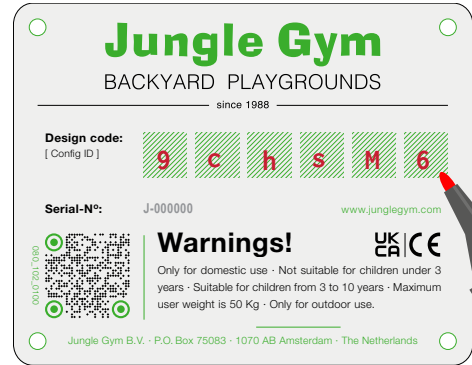 Jungle Gym
BACKYARD PLAYGROUNDS
since 1988
Design code:
[ Config ID ]
9 c h s M 6
Serial-Nº: J-000000
www.junglegym.com
080_102_0100
Warnings!
UK CA CE
Only for domestic use · Not suitable for children under 3
years · Suitable for children from 3 to 10 years · Maximum
user weight is 50 Kg · Only for outdoor use.
Jungle Gym B.V. · P.O. Box 75083 · 1070 AB Amsterdam · The Netherlands